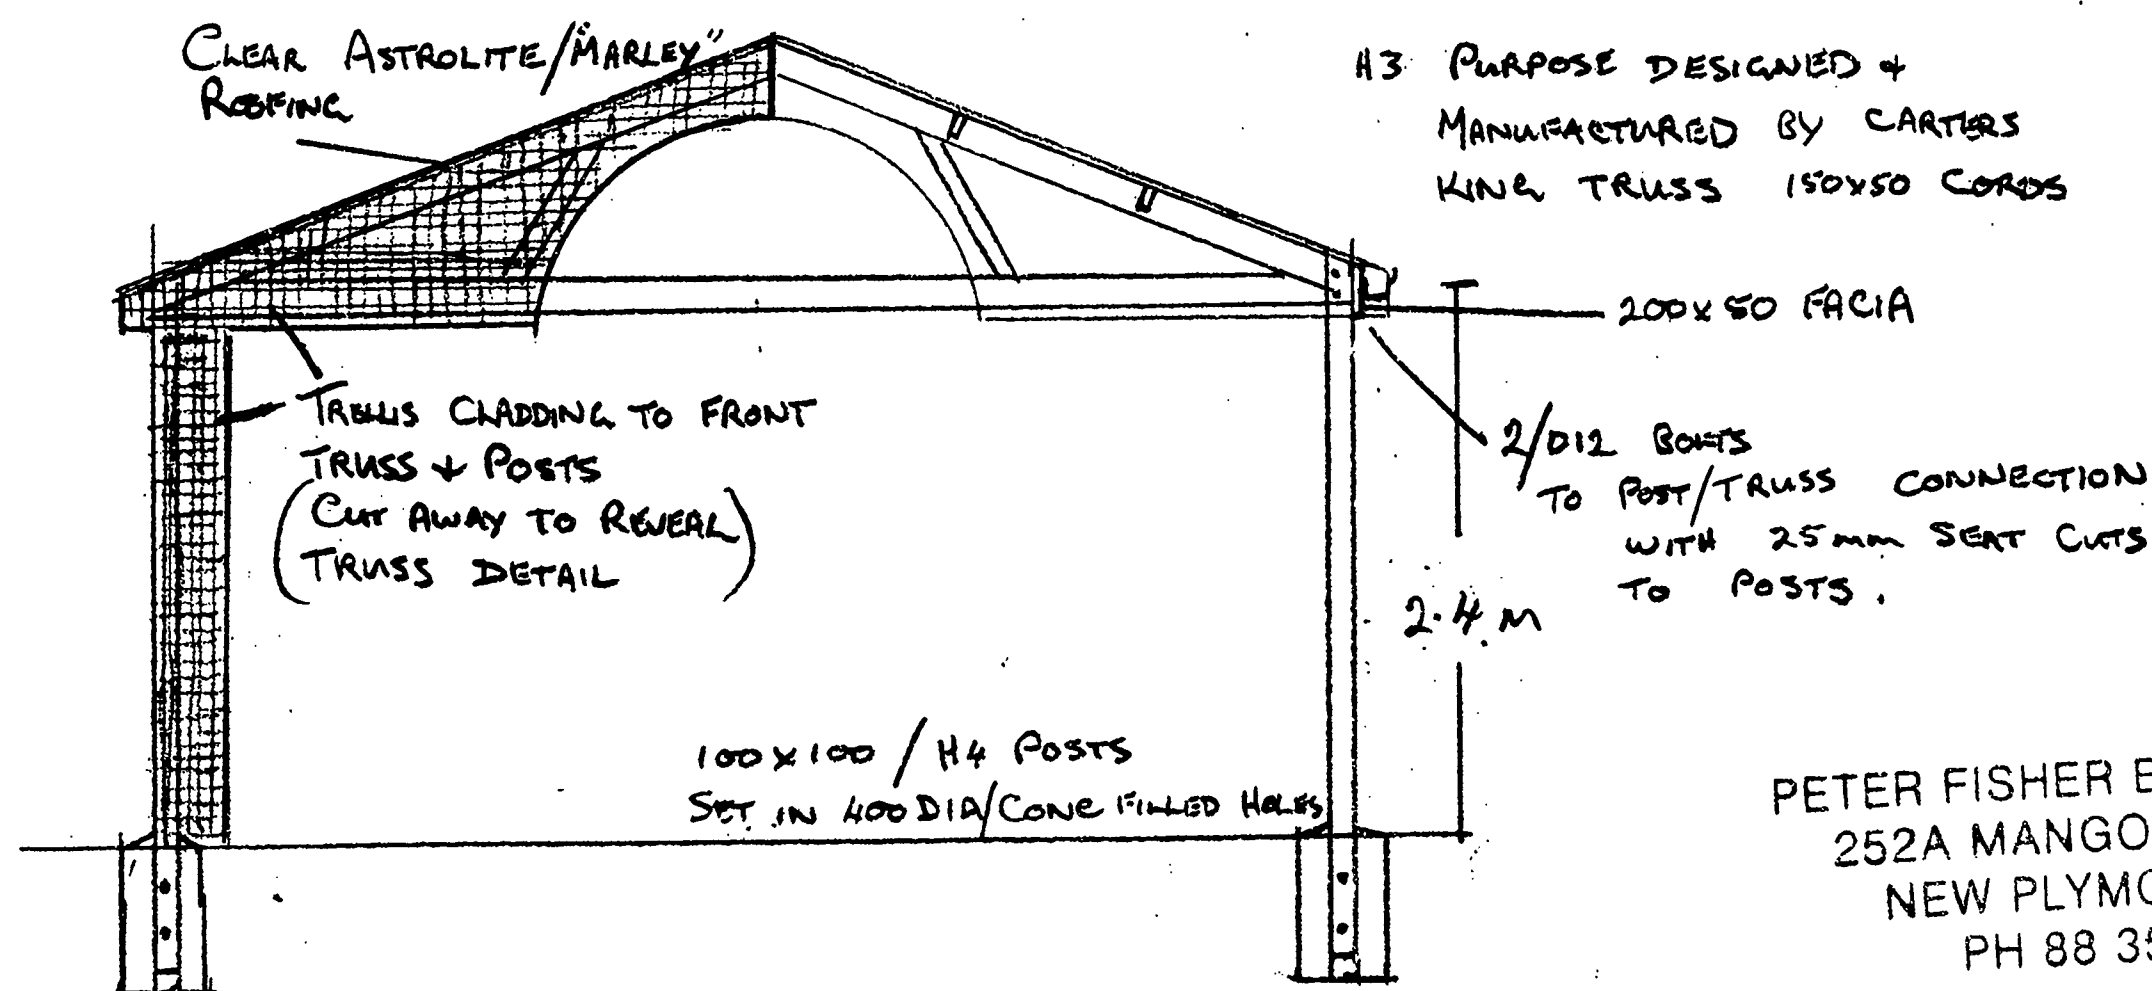 CLEAR ASTROLITE/"MARLEY"
ROOFING
H3 PURPOSE DESIGNED &
MANUFACTURED BY CARTERS
KING TRUSS 150x50 CORDS
200x50 FACIA
TRELLIS CLADDING TO FRONT
TRUSS & POSTS
(CUT AWAY TO REVEAL
TRUSS DETAIL)
2/D12 BOLTS
TO POST/TRUSS CONNECTION
WITH 25mm SEAT CUTS
TO POSTS.
2.4 m
100x100 / H4 POSTS
SET IN 400 DIA/CONC FILLED HOLES
PETER FISHER B
252A MANGO
NEW PLYMO
PH 88 35